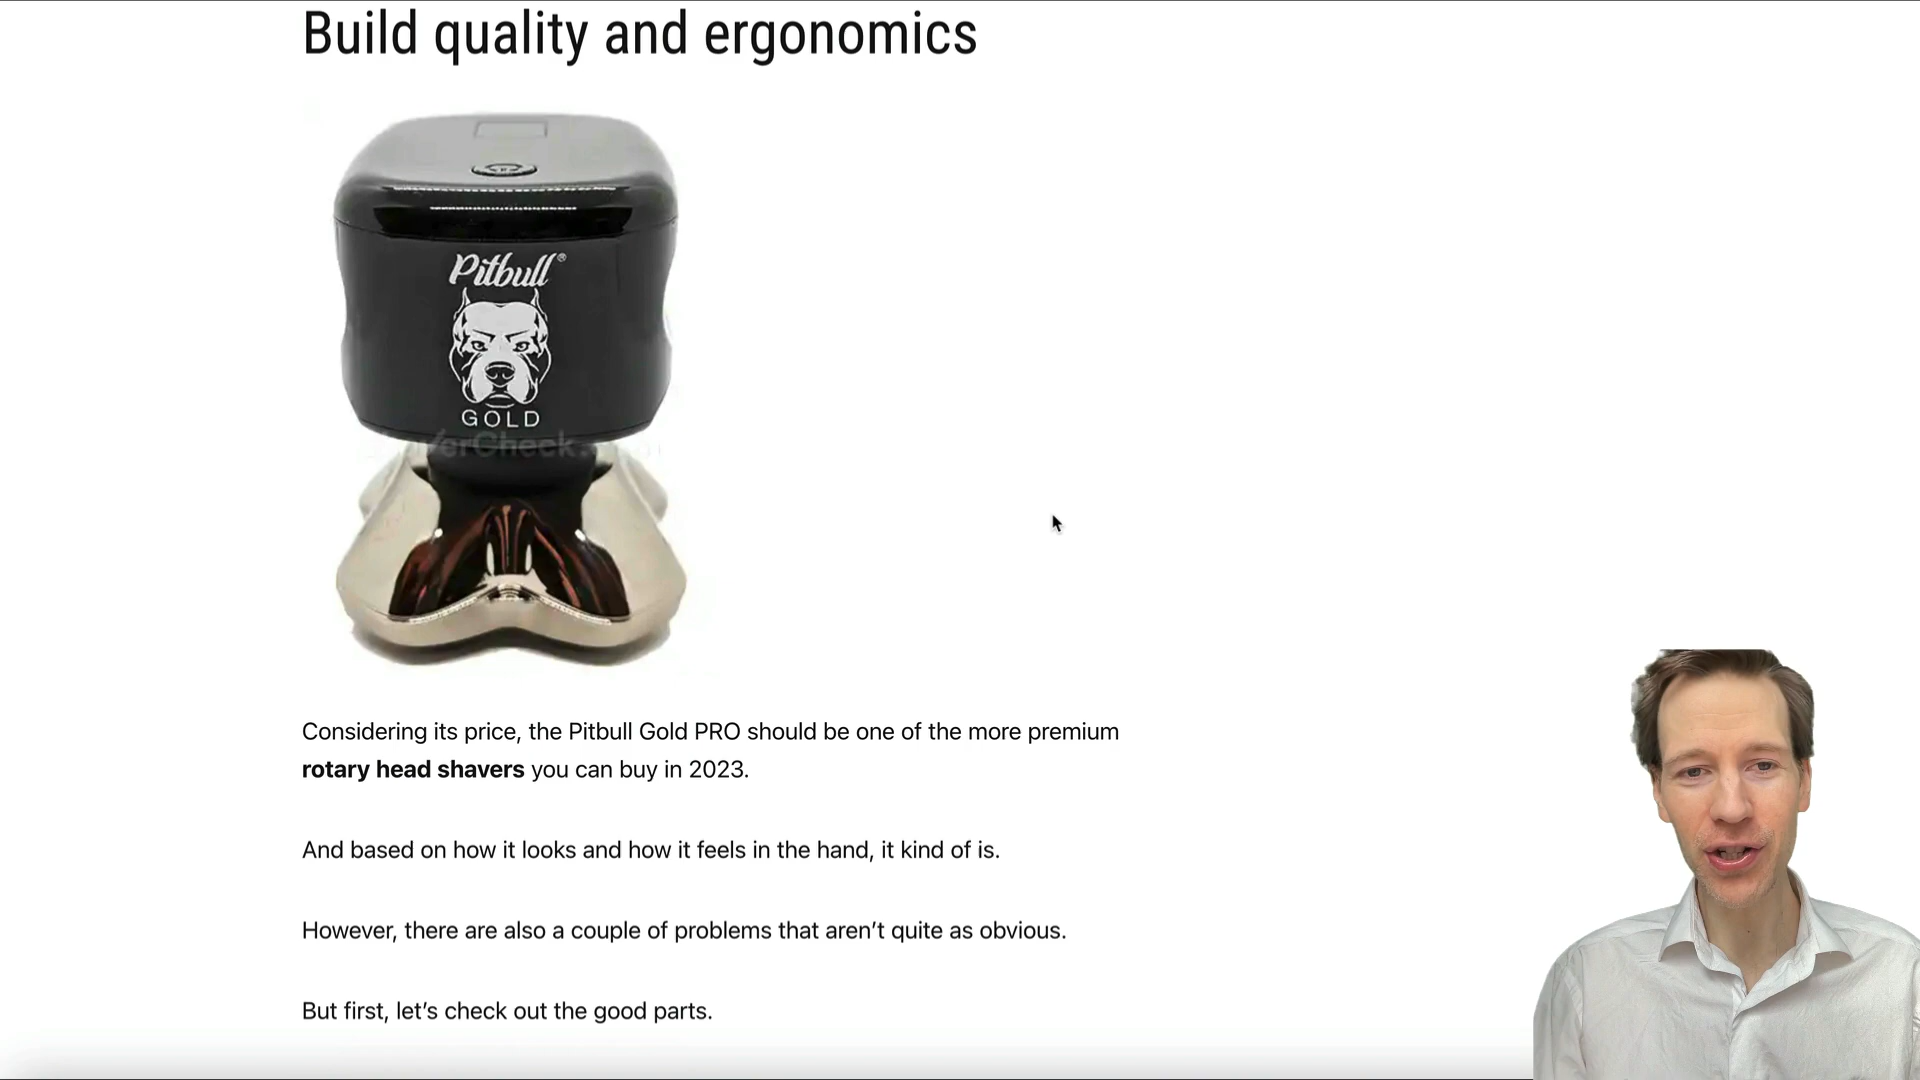 Build quality and ergonomics
Pitbull®
GOLD
Considering its price, the Pitbull Gold PRO should be one of the more premium
rotary head shavers you can buy in 2023.
And based on how it looks and how it feels in the hand, it kind of is.
However, there are also a couple of problems that aren’t quite as obvious.
But first, let’s check out the good parts.